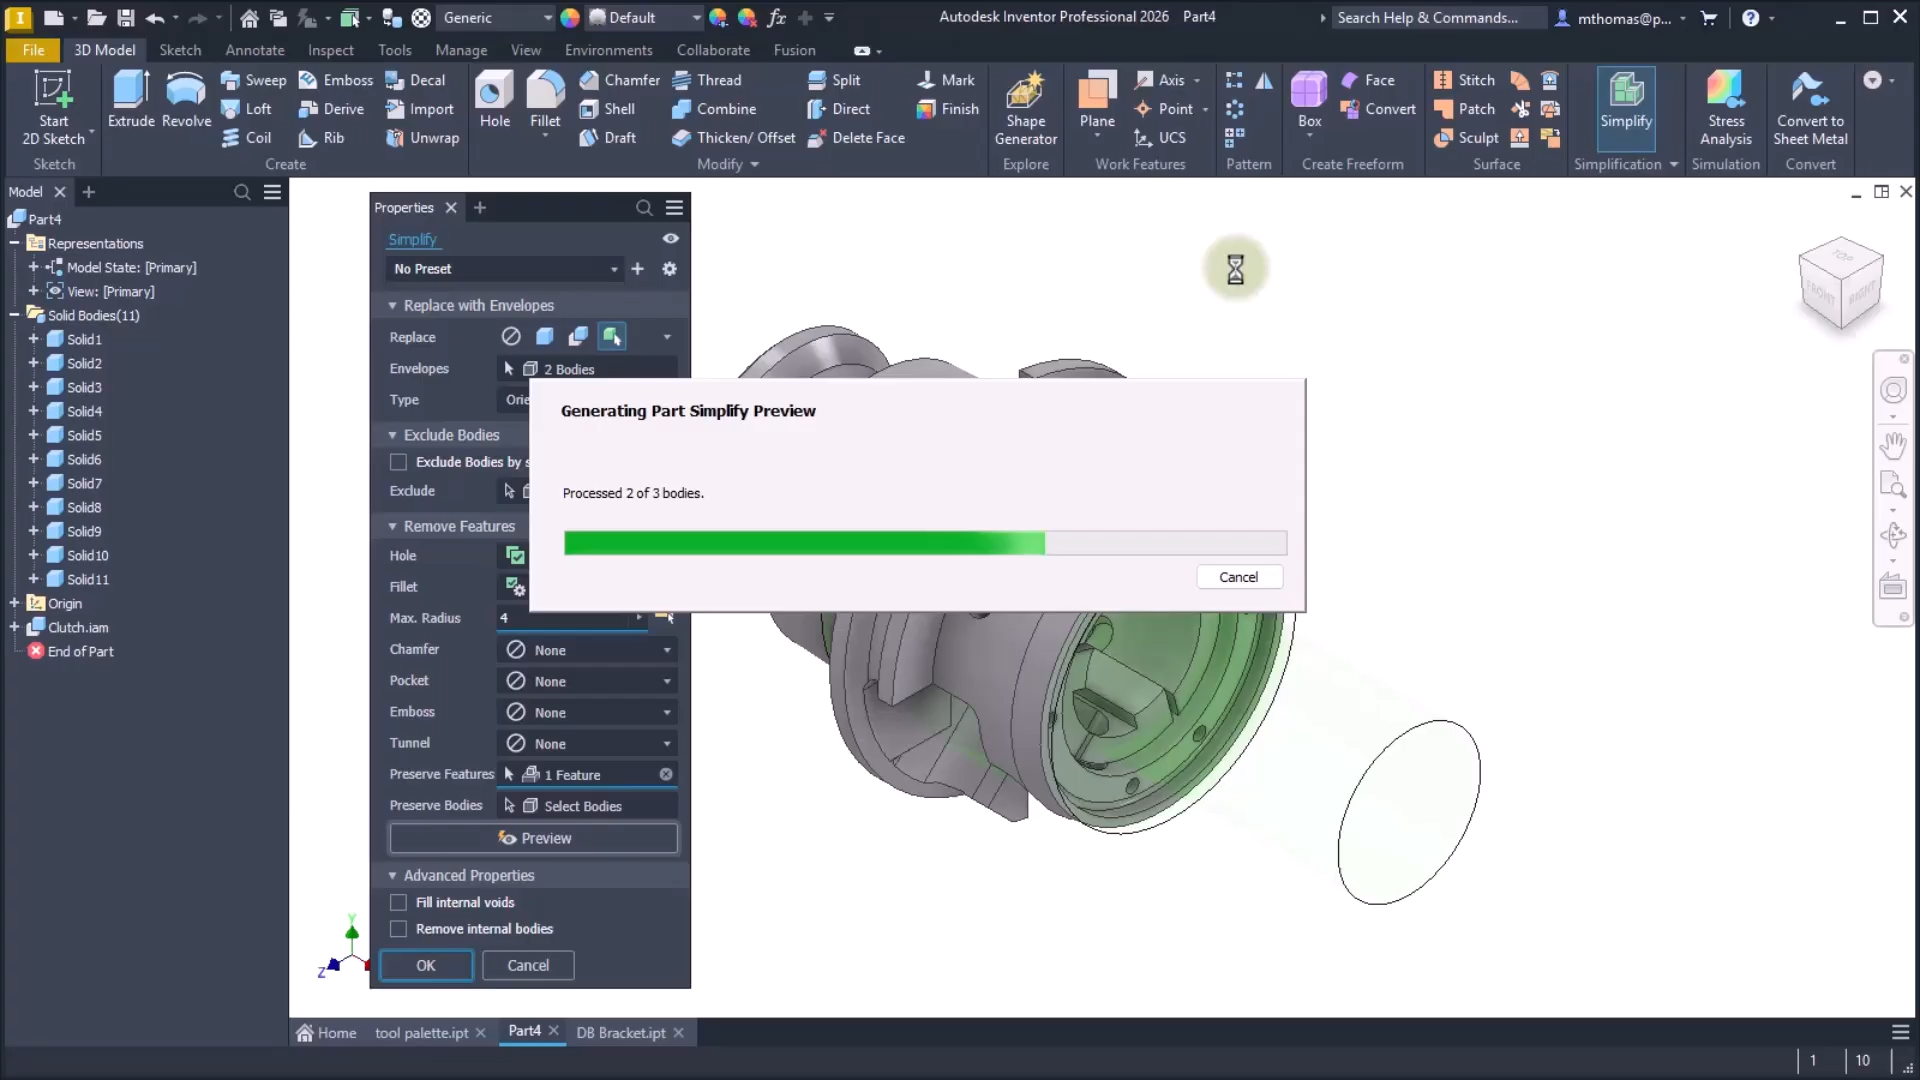 Generic
Default
fx
Autodesk Inventor Professional 2026 Part4
Search Help & Commands...
mthomas@p...
File
3D Model
Sketch
Annotate
Inspect
Tools
Manage
View
Environments
Collaborate
Fusion
Start
2D Sketch
Sketch
Extrude
Revolve
Sweep
Loft
Coil
Emboss
Derive
Rib
Decal
Import
Unwrap
Create
Hole
Fillet
Chamfer
Shell
Draft
Thread
Combine
Thicken/ Offset
Split
Direct
Delete Face
Modify
Mark
Finish
Shape
Generator
Explore
Plane
Axis
Point
UCS
Work Features
Pattern
Box
Face
Convert
Create Freeform
Stitch
Patch
Sculpt
Surface
Simplify
Simplification
Stress
Analysis
Simulation
Convert to
Sheet Metal
Convert
Model
Part4
Representations
Model State: [Primary]
View: [Primary]
Solid Bodies(11)
Solid1
Solid2
Solid3
Solid4
Solid5
Solid6
Solid7
Solid8
Solid9
Solid10
Solid11
Origin
Clutch.iam
End of Part
Properties
Simplify
No Preset
Replace with Envelopes
Replace
Envelopes 2 Bodies
Type Orie
Exclude Bodies
Exclude Bodies by s
Exclude
Remove Features
Hole
Fillet
Max. Radius 4
Chamfer None
Pocket None
Emboss None
Tunnel None
Preserve Features 1 Feature
Preserve Bodies Select Bodies
Preview
Advanced Properties
Fill internal voids
Remove internal bodies
OK Cancel
Generating Part Simplify Preview
Processed 2 of 3 bodies.
Cancel
TOP
FRONT
RIGHT
Y
Z
Home
tool palette.ipt
Part4
DB Bracket.ipt
1
10